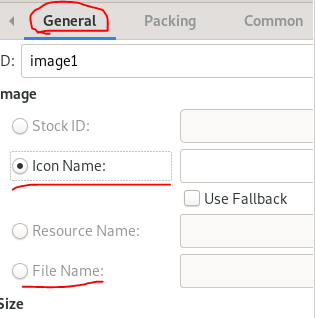 General Packing Common
D: image1
mage
Stock ID:
Icon Name:
Use Fallback
Resource Name:
File Name:
Size